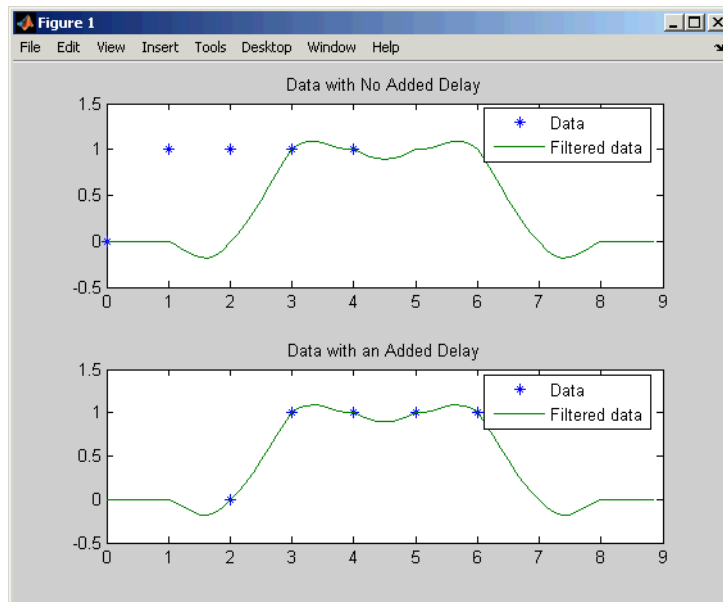 Figure 1
File Edit View Insert Tools Desktop Window Help
Data with No Added Delay
1.5
1
0.5
0
-0.5
Data
Filtered data
0 1 2 3 4 5 6 7 8 9
Data with an Added Delay
1.5
1
0.5
0
-0.5
Data
Filtered data
0 1 2 3 4 5 6 7 8 9